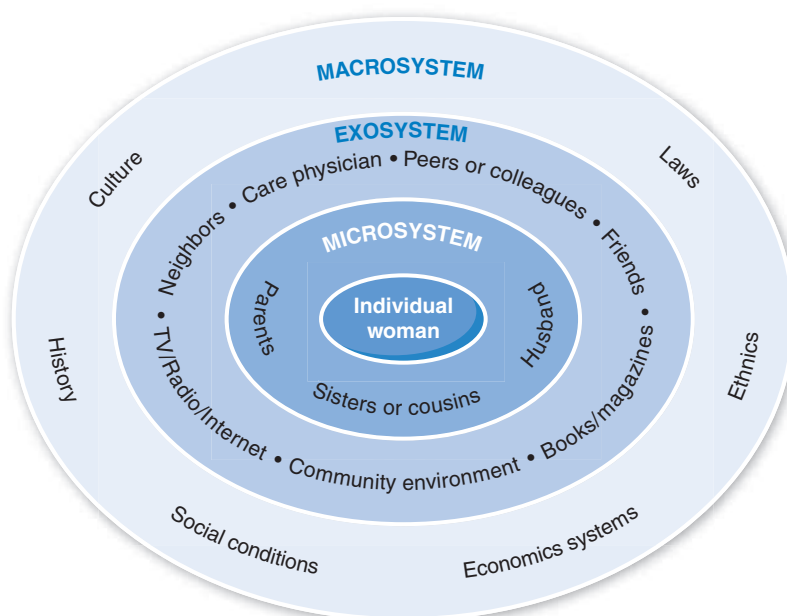 MACROSYSTEM
EXOSYSTEM
Culture
Laws
Neighbors • Care physician • Peers or colleagues • Friends •
MICROSYSTEM
Parents
Individual
woman
Husband
Sisters or cousins
• TV/Radio/Internet • Community environment • Books/magazines
History
Ethnics
Social conditions
Economics systems